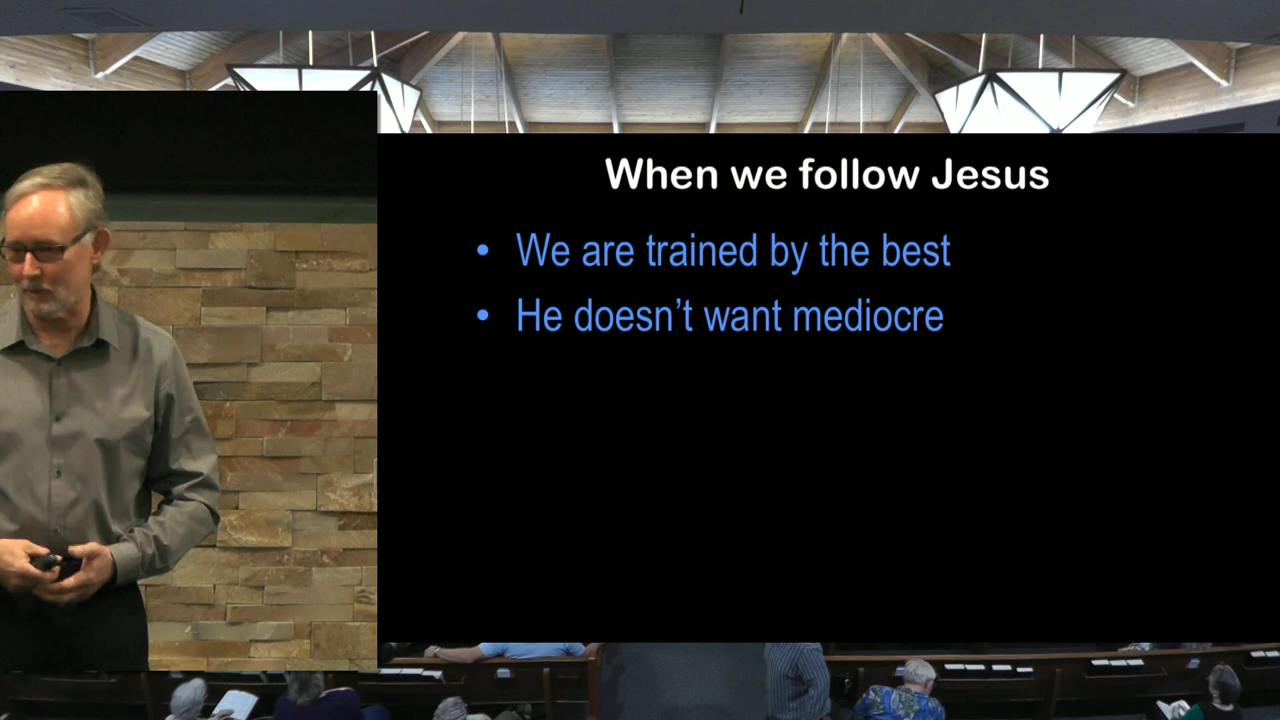 When we follow Jesus
• We are trained by the best
• He doesn't want mediocre